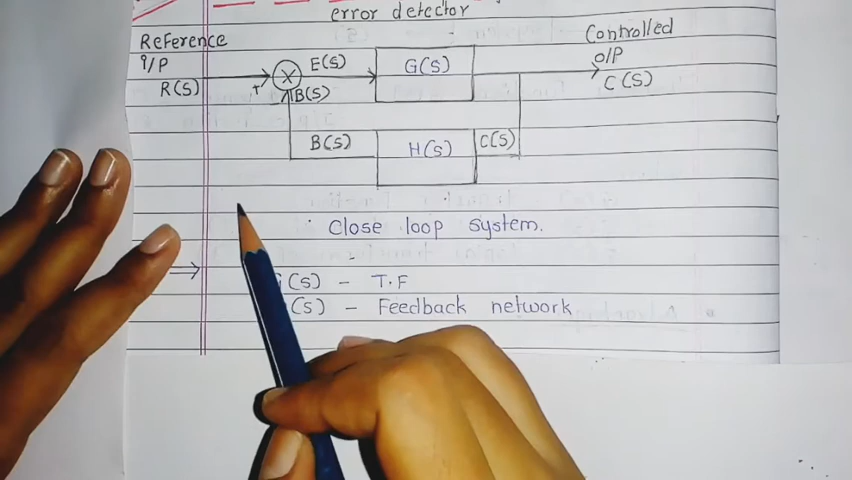 error detector
Reference
i/p
R(S)
E(S)
G(S)
Controlled
o/p
C(S)
B(S)
B(S)
H(S)
C(S)
Close loop system.
(S) - T.F
(S) - Feedback network